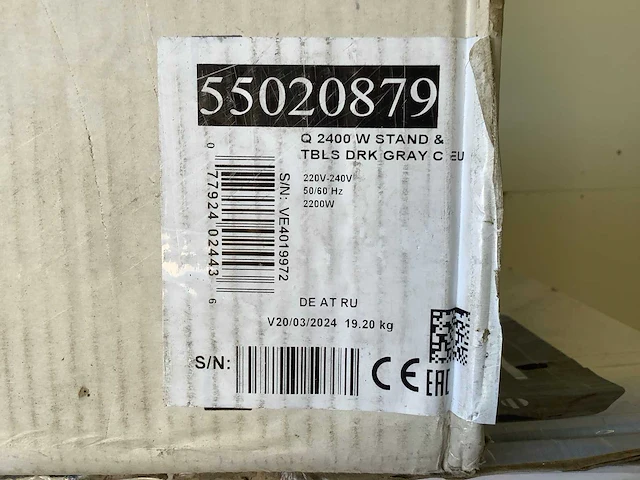 55020879
Q 2400 W STAND &
TBLS DRK GRAY C EU
220V-240V
50/60 Hz
2200W
0 77924 02443 6
S/N: VE4019972
DE AT RU
V20/03/2024 19.20 kg
S/N:
CE
EAC